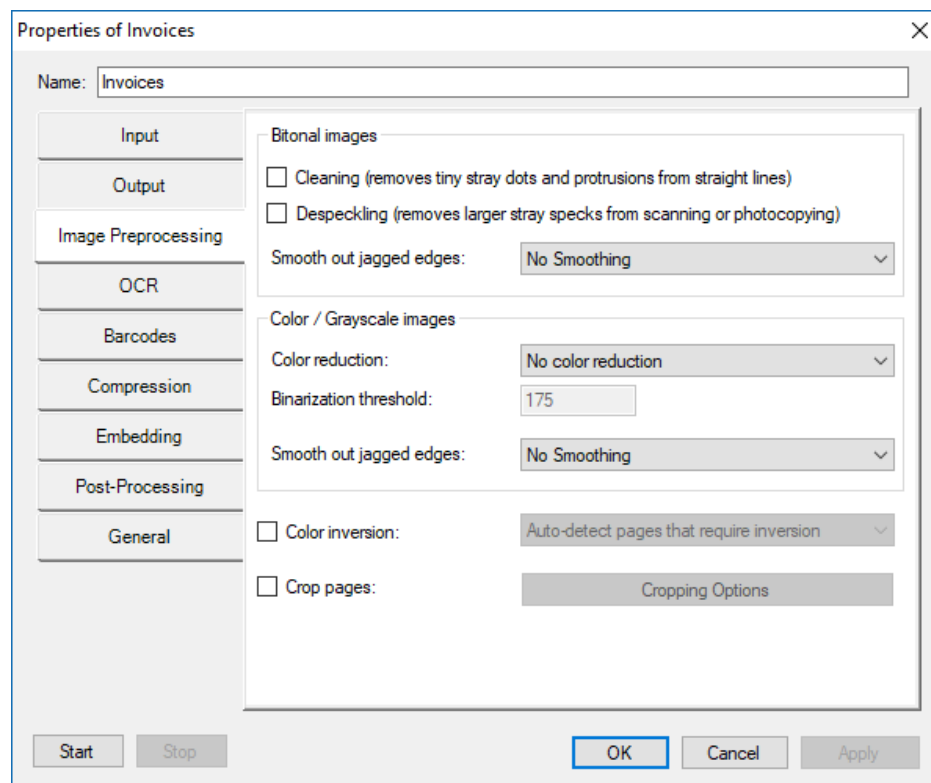 Properties of Invoices
Name: Invoices
Input
Output
Image Preprocessing
OCR
Barcodes
Compression
Embedding
Post-Processing
General
Bitonal images
Cleaning (removes tiny stray dots and protrusions from straight lines)
Despeckling (removes larger stray specks from scanning or photocopying)
Smooth out jagged edges: No Smoothing
Color / Grayscale images
Color reduction: No color reduction
Binarization threshold: 175
Smooth out jagged edges: No Smoothing
Color inversion: Auto-detect pages that require inversion
Crop pages: Cropping Options
Start Stop OK Cancel Apply